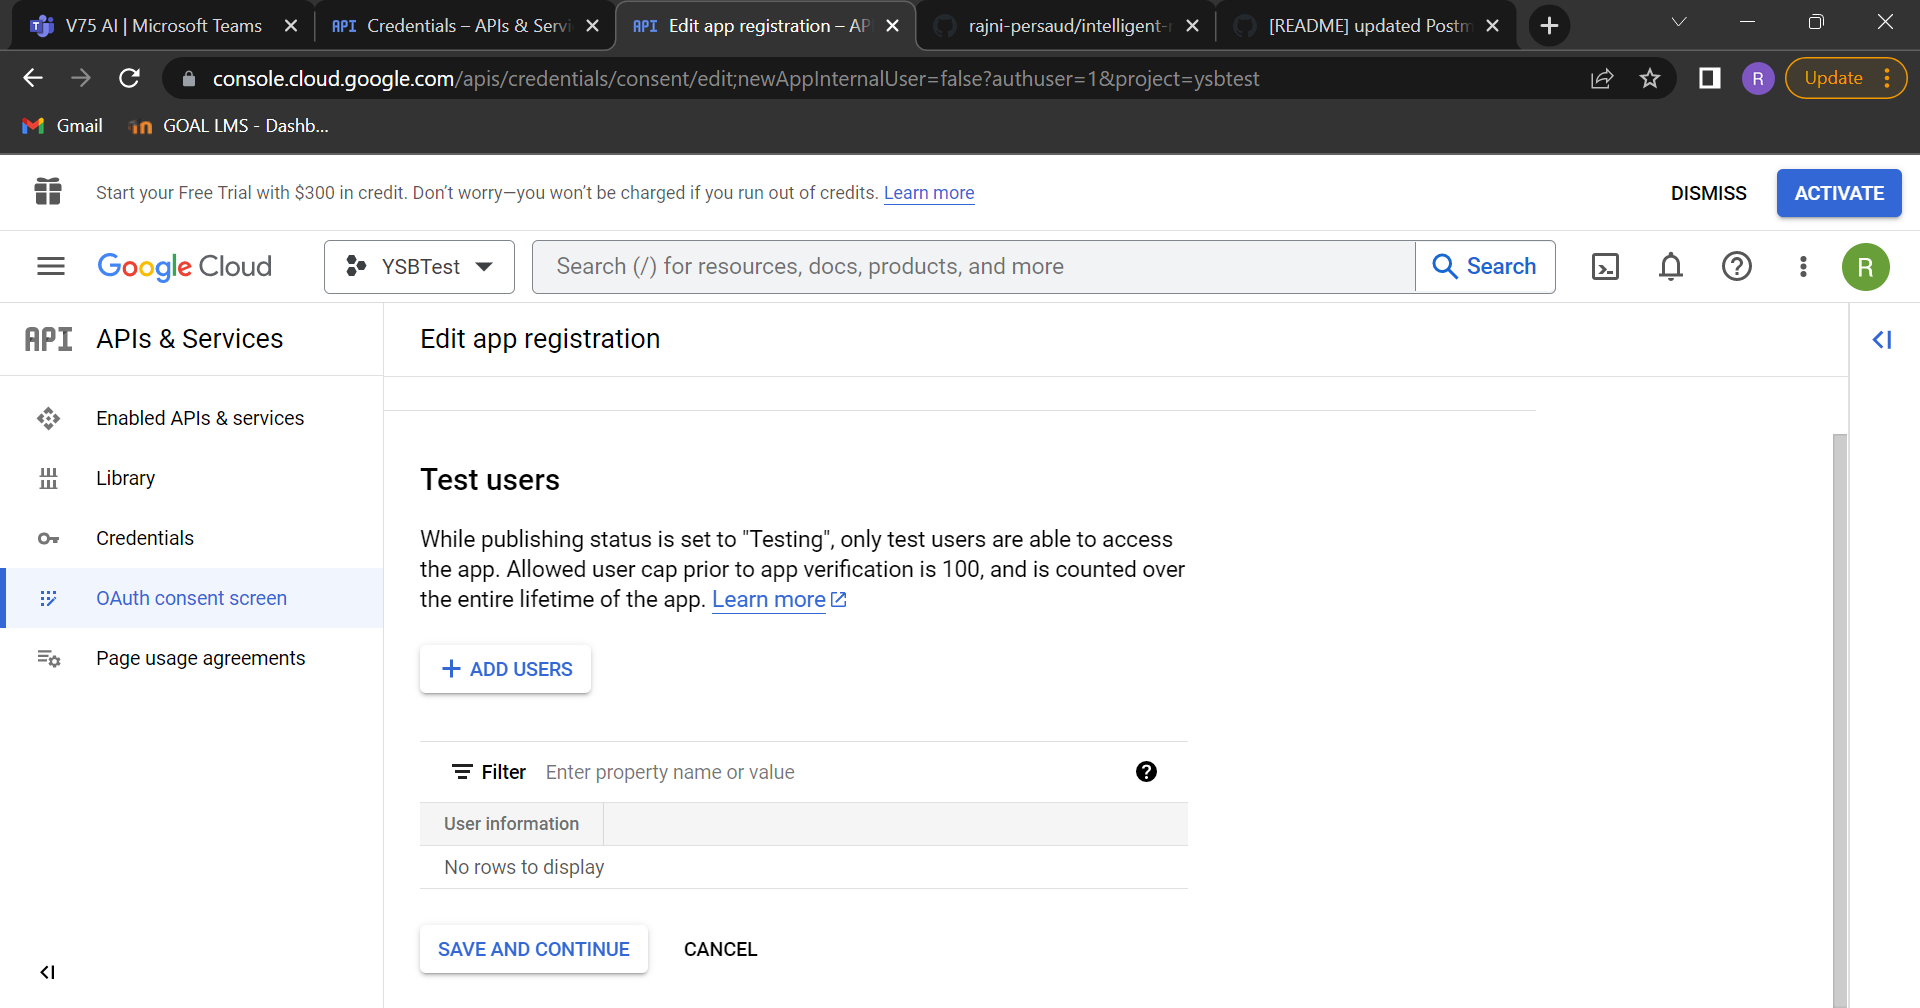 V75 AI | Microsoft Teams
API Credentials – APIs & Servi
API Edit app registration – AP
rajni-persaud/intelligent-r
[README] updated Postm
console.cloud.google.com/apis/credentials/consent/edit;newAppInternalUser=false?authuser=1&project=ysbtest
R
Update
Gmail
GOAL LMS - Dashb...
Start your Free Trial with $300 in credit. Don’t worry—you won’t be charged if you run out of credits. Learn more
DISMISS
ACTIVATE
Google Cloud
YSBTest
Search (/) for resources, docs, products, and more
Search
R
API APIs & Services
Edit app registration
Enabled APIs & services
Library
Credentials
OAuth consent screen
Page usage agreements
Test users
While publishing status is set to "Testing", only test users are able to access
the app. Allowed user cap prior to app verification is 100, and is counted over
the entire lifetime of the app. Learn more
+ ADD USERS
Filter Enter property name or value
User information
No rows to display
SAVE AND CONTINUE
CANCEL